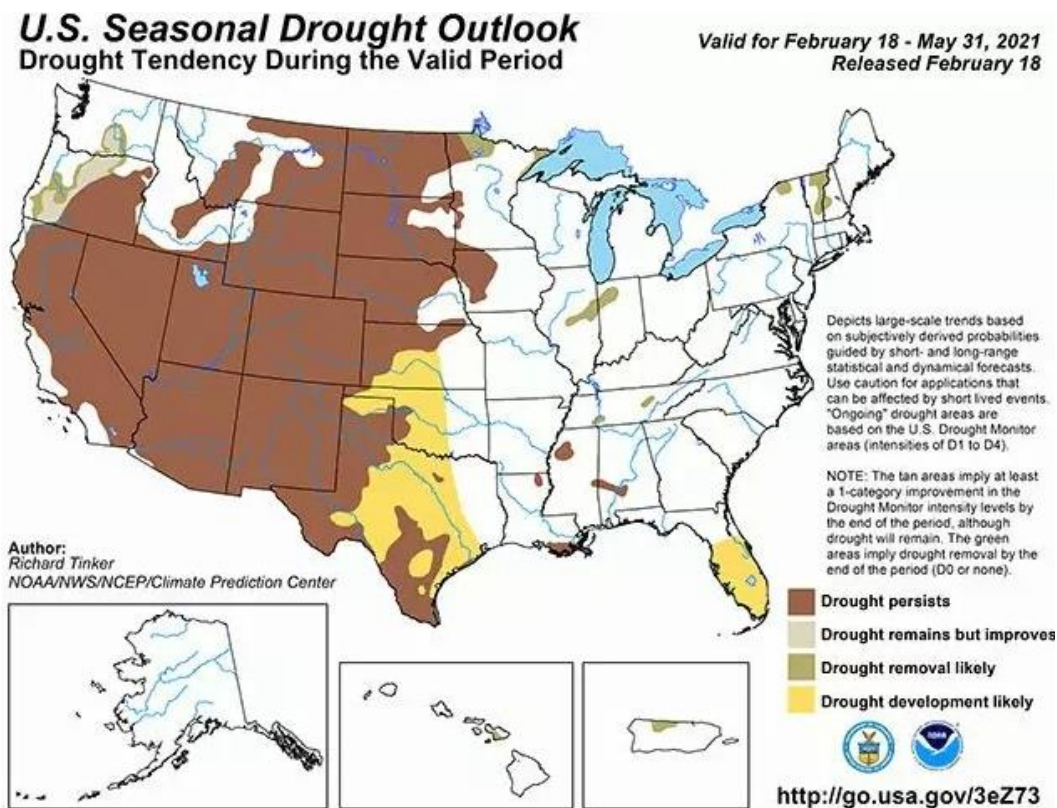 U.S. Seasonal Drought Outlook
Drought Tendency During the Valid Period
Valid for February 18 - May 31, 2021
Released February 18
Depicts large-scale trends based
on subjectively derived probabilities
guided by short- and long-range
statistical and dynamical forecasts.
Use caution for applications that
can be affected by short lived events.
"Ongoing" drought areas are
based on the U.S. Drought Monitor
areas (intensities of D1 to D4).
NOTE: The tan areas imply at least
a 1-category improvement in the
Drought Monitor intensity levels by
the end of the period, although
drought will remain. The green
areas imply drought removal by the
end of the period (D0 or none).
Author:
Richard Tinker
NOAA/NWS/NCEP/Climate Prediction Center
Drought persists
Drought remains but improves
Drought removal likely
Drought development likely
noaa
http://go.usa.gov/3eZ73